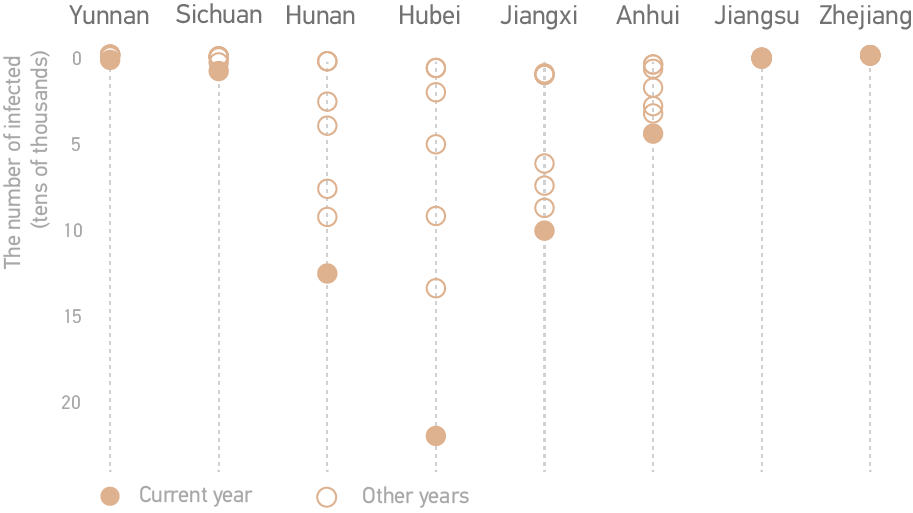 Yunnan Sichuan Hunan Hubei Jiangxi Anhui Jiangsu Zhejiang
The number of infected
(tens of thousands)
0
5
10
15
20
Current year Other years